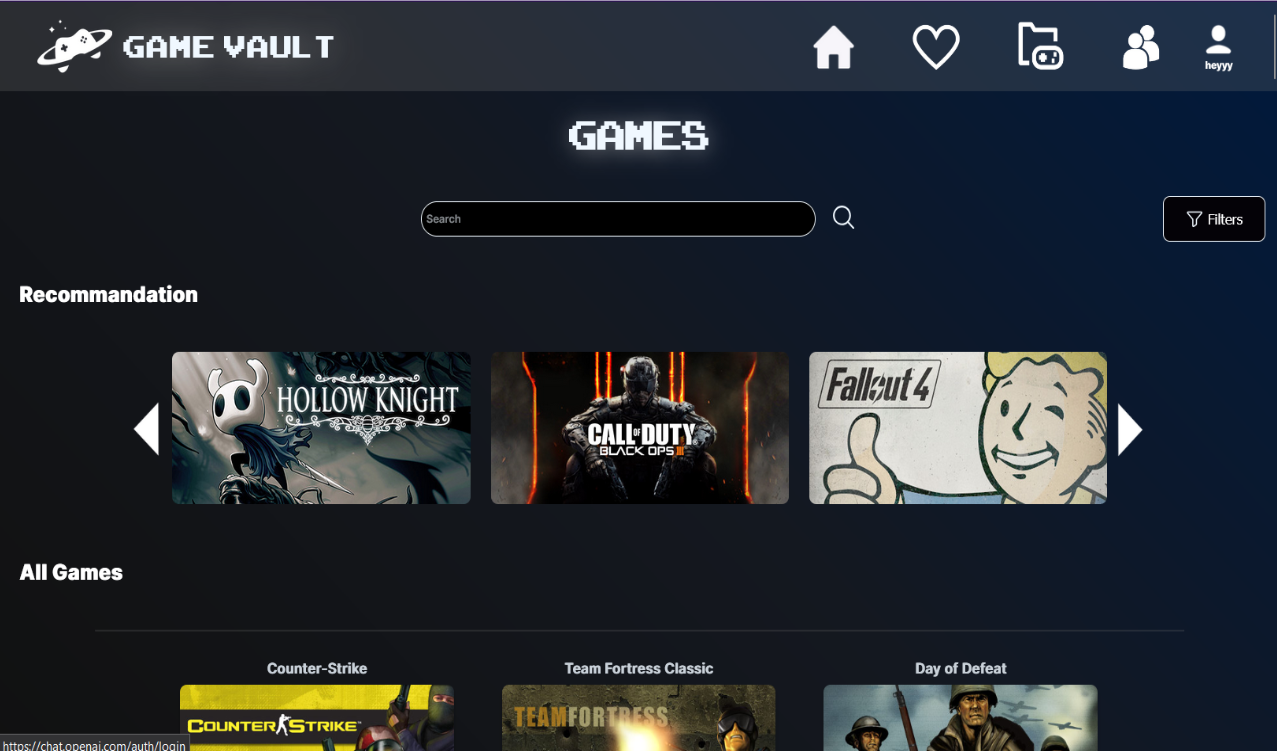 GAME VAULT
heyyy
GAMES
Search
Filters
Recommandation
HOLLOW KNIGHT
CALL OF DUTY
BLACK OPS III
Fallout 4
All Games
Counter-Strike
Team Fortress Classic
Day of Defeat
COUNTER STRIKE
TEAMFORTRESS
https://chat.openai.com/auth/login